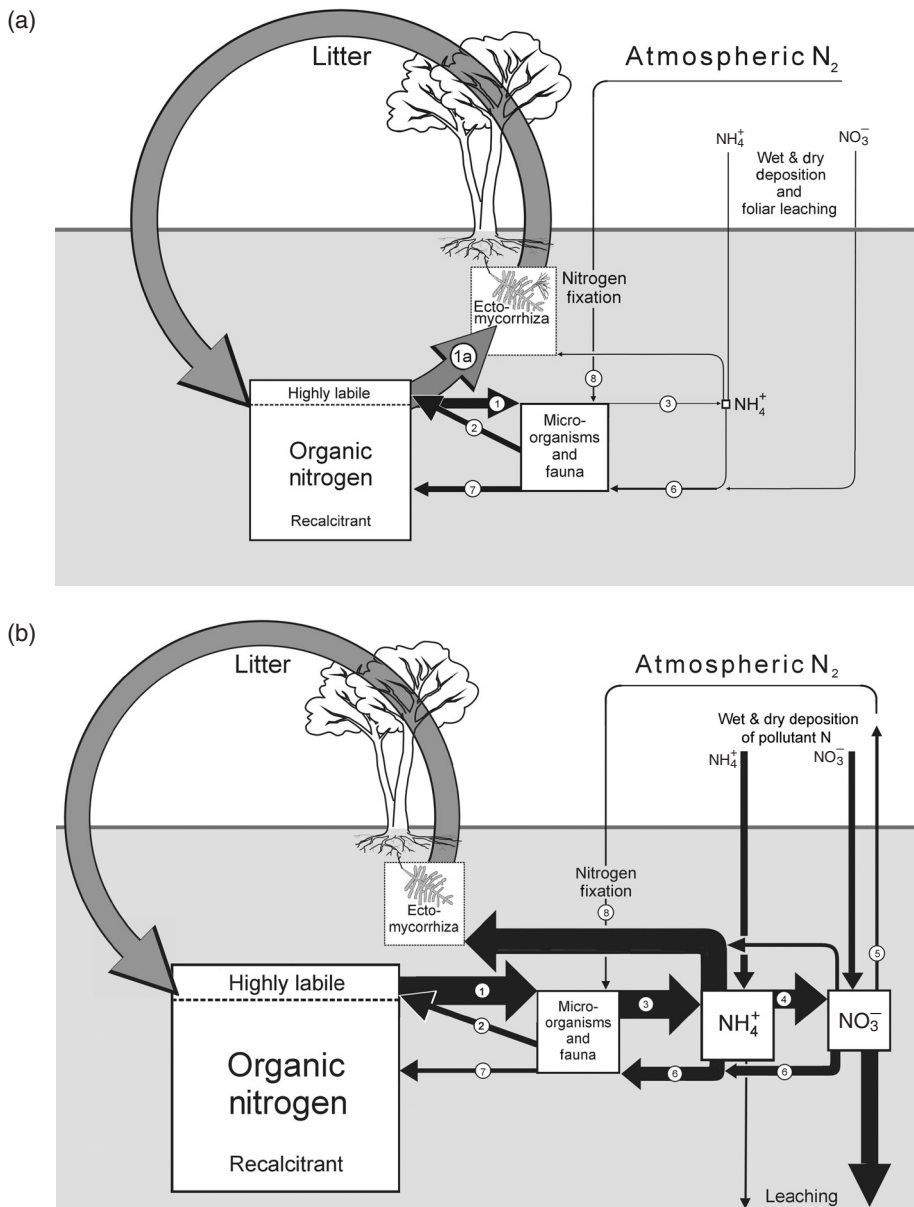 (a)
Litter
Atmospheric N₂
NH₄⁺
NO₃⁻
Wet & dry
deposition
and
foliar leaching
Nitrogen
fixation
Ecto-
mycorrhiza
1a
8
Highly labile
1
3
NH₄⁺
2
Micro-
organisms
and
fauna
Organic
nitrogen
7
6
Recalcitrant
(b)
Litter
Atmospheric N₂
Wet & dry deposition
of pollutant N
NH₄⁺
NO₃⁻
Nitrogen
fixation
8
Ecto-
mycorrhiza
5
Highly labile
1
3
4
2
Micro-
organisms
and
fauna
NH₄⁺
NO₃⁻
Organic
nitrogen
7
6
6
Recalcitrant
Leaching